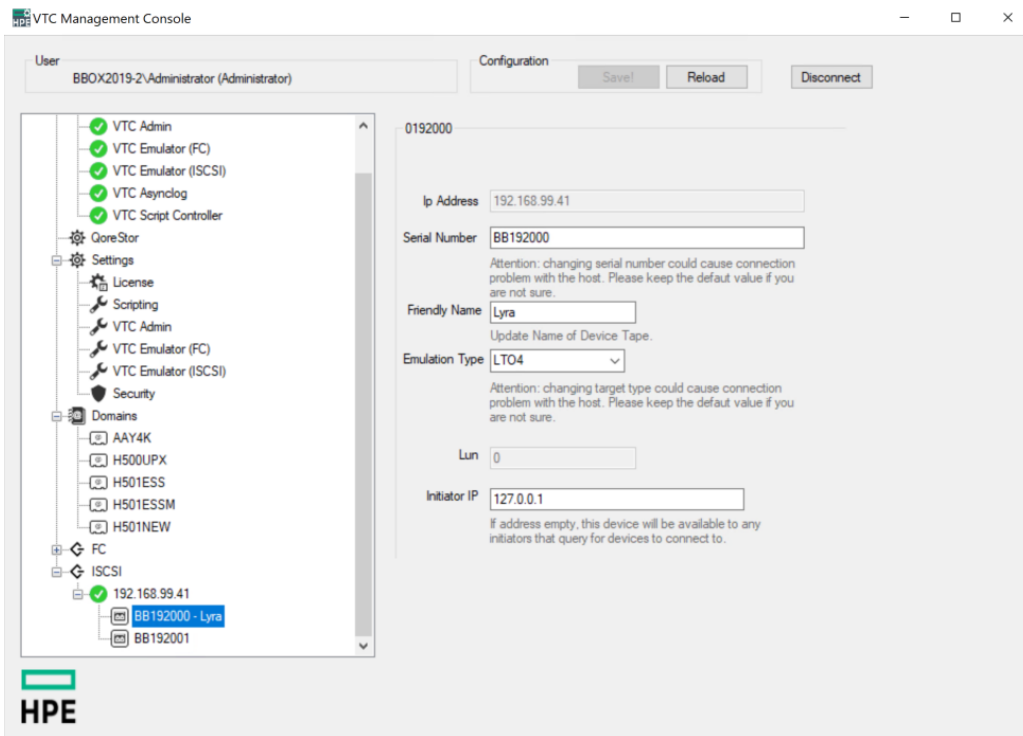 HPE VTC Management Console
User
BBOX2019-2\Administrator (Administrator)
Configuration
Save!
Reload
Disconnect
VTC Admin
VTC Emulator (FC)
VTC Emulator (ISCSI)
VTC Asynclog
VTC Script Controller
QoreStor
Settings
License
Scripting
VTC Admin
VTC Emulator (FC)
VTC Emulator (ISCSI)
Security
Domains
AAY4K
H500UPX
H501ESS
H501ESSM
H501NEW
FC
ISCSI
192.168.99.41
BB192000 - Lyra
BB192001
0192000
Ip Address 192.168.99.41
Serial Number BB192000
Attention: changing serial number could cause connection
problem with the host. Please keep the defaut value if you
are not sure.
Friendly Name Lyra
Update Name of Device Tape.
Emulation Type LTO4
Attention: changing target type could cause connection
problem with the host. Please keep the defaut value if you
are not sure.
Lun 0
Initiator IP 127.0.0.1
If address empty, this device will be available to any
initiators that query for devices to connect to.
HPE